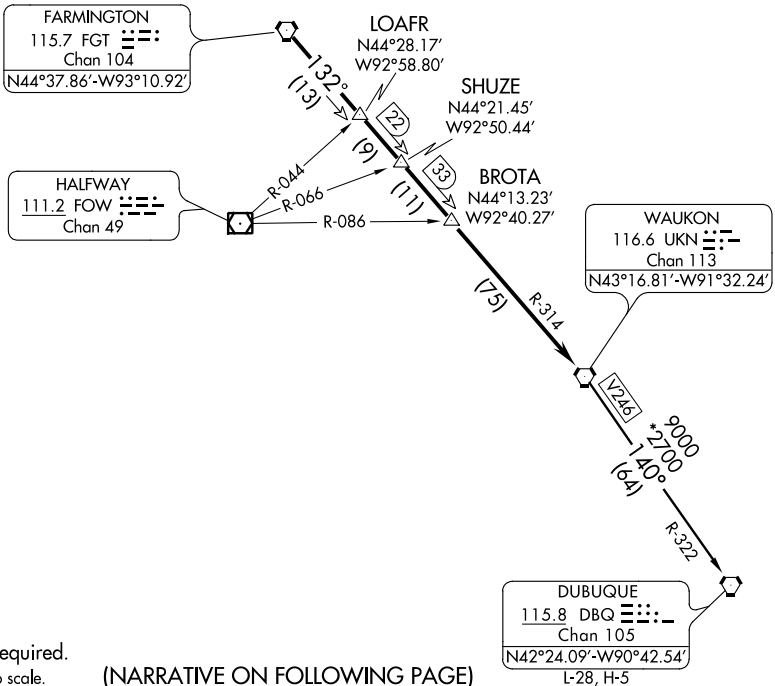 FARMINGTON
115.7 FGT
Chan 104
N44°37.86'-W93°10.92'
LOAFR
N44°28.17'
W92°58.80'
SHUZE
N44°21.45'
W92°50.44'
132°
(13)
22
(9)
33
(11)
BROTA
N44°13.23'
W92°40.27'
HALFWAY
111.2 FOW
Chan 49
R-044
R-066
R-086
WAUKON
116.6 UKN
Chan 113
N43°16.81'-W91°32.24'
(75)
R-314
V246
9000
*2700
140°
(64)
R-322
DUBUQUE
115.8 DBQ
Chan 105
N42°24.09'-W90°42.54'
L-28, H-5
equired.
o scale.
(NARRATIVE ON FOLLOWING PAGE)